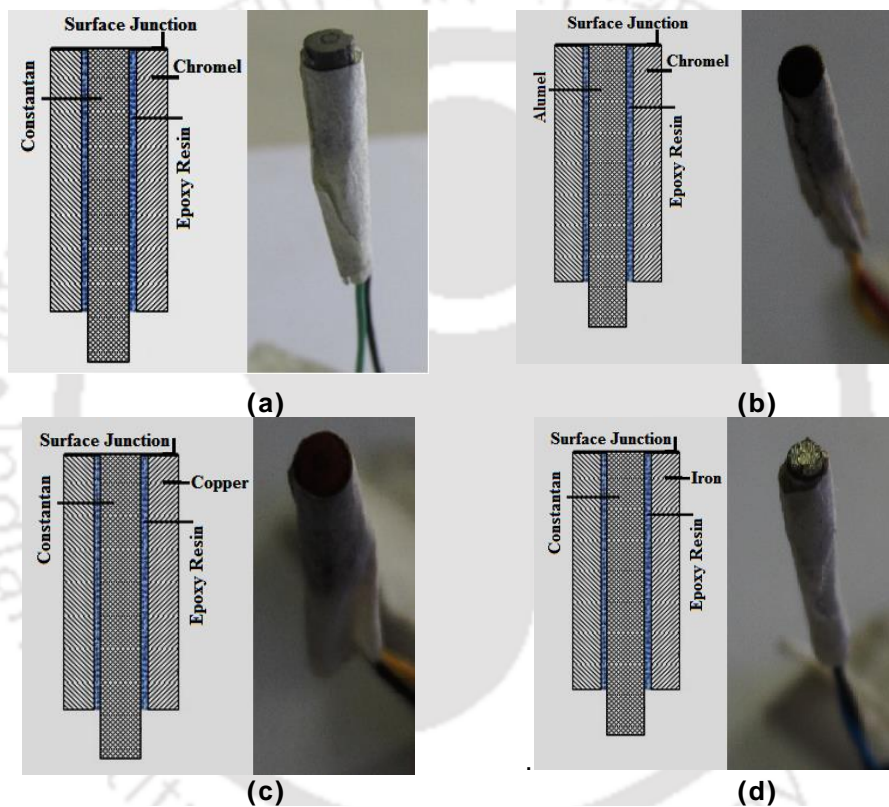 Surface Junction
Chromel
Constantan
Epoxy Resin
(a)
Surface Junction
Chromel
Alumel
Epoxy Resin
(b)
Surface Junction
Copper
Constantan
Epoxy Resin
(c)
Surface Junction
Iron
Constantan
Epoxy Resin
(d)